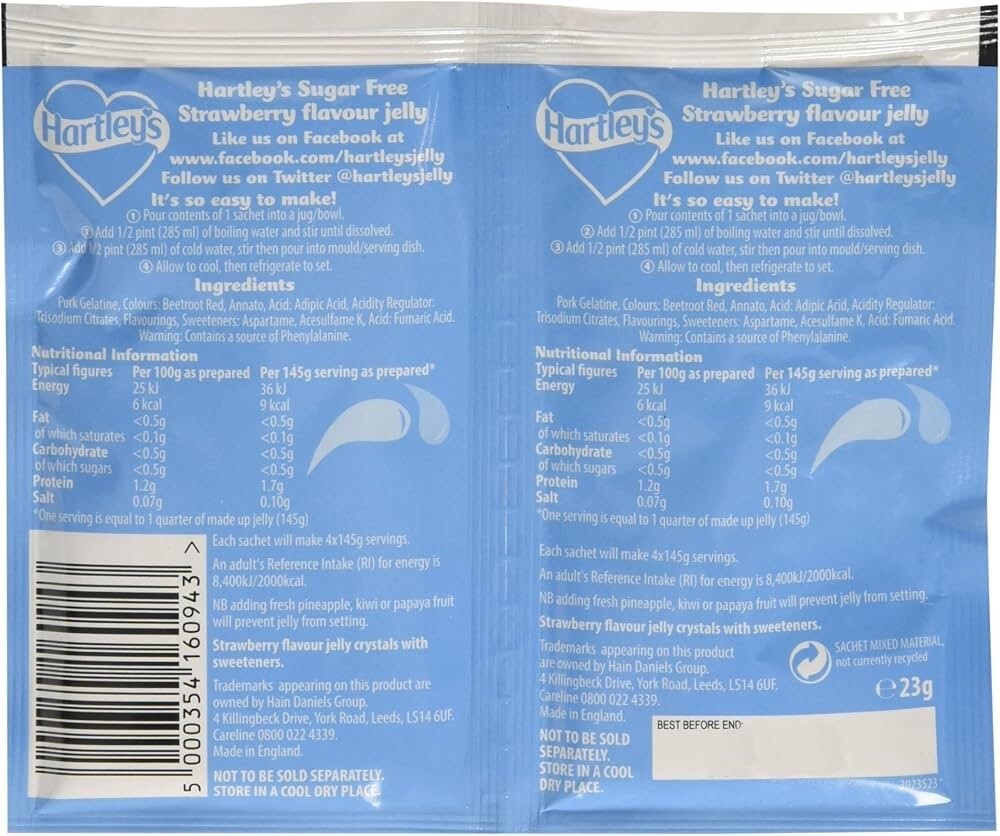 Hartley's
Hartley's Sugar Free
Strawberry flavour jelly
Like us on Facebook at
www.facebook.com/hartleysjelly
Follow us on Twitter @hartleysjelly
It's so easy to make!
① Pour contents of 1 sachet into a jug/bowl.
② Add 1/2 pint (285 ml) of boiling water and stir until dissolved.
③ Add 1/2 pint (285 ml) of cold water, stir then pour into mould/serving dish.
④ Allow to cool, then refrigerate to set.
Ingredients
Pork Gelatine, Colours: Beetroot Red, Annato, Acid: Adipic Acid, Acidity Regulator:
Trisodium Citrates, Flavourings, Sweeteners: Aspartame, Acesulfame K, Acid: Fumaric Acid.
Warning: Contains a source of Phenylalanine.
Nutritional Information
Typical figures Per 100g as prepared Per 145g serving as prepared*
Energy 25 kJ 36 kJ
6 kcal 9 kcal
Fat <0.5g <0.5g
of which saturates <0.1g <0.1g
Carbohydrate <0.5g <0.5g
of which sugars <0.5g <0.5g
Protein 1.2g 1.7g
Salt 0.07g 0.10g
*One serving is equal to 1 quarter of made up jelly (145g)
5 000354 160943 >
Each sachet will make 4x145g servings.
An adult's Reference Intake (RI) for energy is
8,400kJ/2000kcal.
NB adding fresh pineapple, kiwi or papaya fruit
will prevent jelly from setting.
Strawberry flavour jelly crystals with
sweeteners.
Trademarks appearing on this product are
owned by Hain Daniels Group.
4 Killingbeck Drive, York Road, Leeds, LS14 6UF.
Careline 0800 022 4339.
Made in England.
NOT TO BE SOLD SEPARATELY.
STORE IN A COOL DRY PLACE.
Hartley's
Hartley's Sugar Free
Strawberry flavour jelly
Like us on Facebook at
www.facebook.com/hartleysjelly
Follow us on Twitter @hartleysjelly
It's so easy to make!
① Pour contents of 1 sachet into a jug/bowl.
② Add 1/2 pint (285 ml) of boiling water and stir until dissolved.
③ Add 1/2 pint (285 ml) of cold water, stir then pour into mould/serving dish.
④ Allow to cool, then refrigerate to set.
Ingredients
Pork Gelatine, Colours: Beetroot Red, Annato, Acid: Adipic Acid, Acidity Regulator:
Trisodium Citrates, Flavourings, Sweeteners: Aspartame, Acesulfame K, Acid: Fumaric Acid.
Warning: Contains a source of Phenylalanine.
Nutritional Information
Typical figures Per 100g as prepared Per 145g serving as prepared*
Energy 25 kJ 36 kJ
6 kcal 9 kcal
Fat <0.5g <0.5g
of which saturates <0.1g <0.1g
Carbohydrate <0.5g <0.5g
of which sugars <0.5g <0.5g
Protein 1.2g 1.7g
Salt 0.07g 0.10g
*One serving is equal to 1 quarter of made up jelly (145g)
Each sachet will make 4x145g servings.
An adult's Reference Intake (RI) for energy is 8,400kJ/2000kcal.
NB adding fresh pineapple, kiwi or papaya fruit will prevent jelly from setting.
Strawberry flavour jelly crystals with sweeteners.
Trademarks appearing on this product
are owned by Hain Daniels Group.
4 Killingbeck Drive, York Road, Leeds, LS14 6UF.
Careline 0800 022 4339.
Made in England.
SACHET MIXED MATERIAL,
not currently recycled
℮ 23g
NOT TO BE SOLD
SEPARATELY.
STORE IN A COOL
DRY PLACE.
BEST BEFORE END: